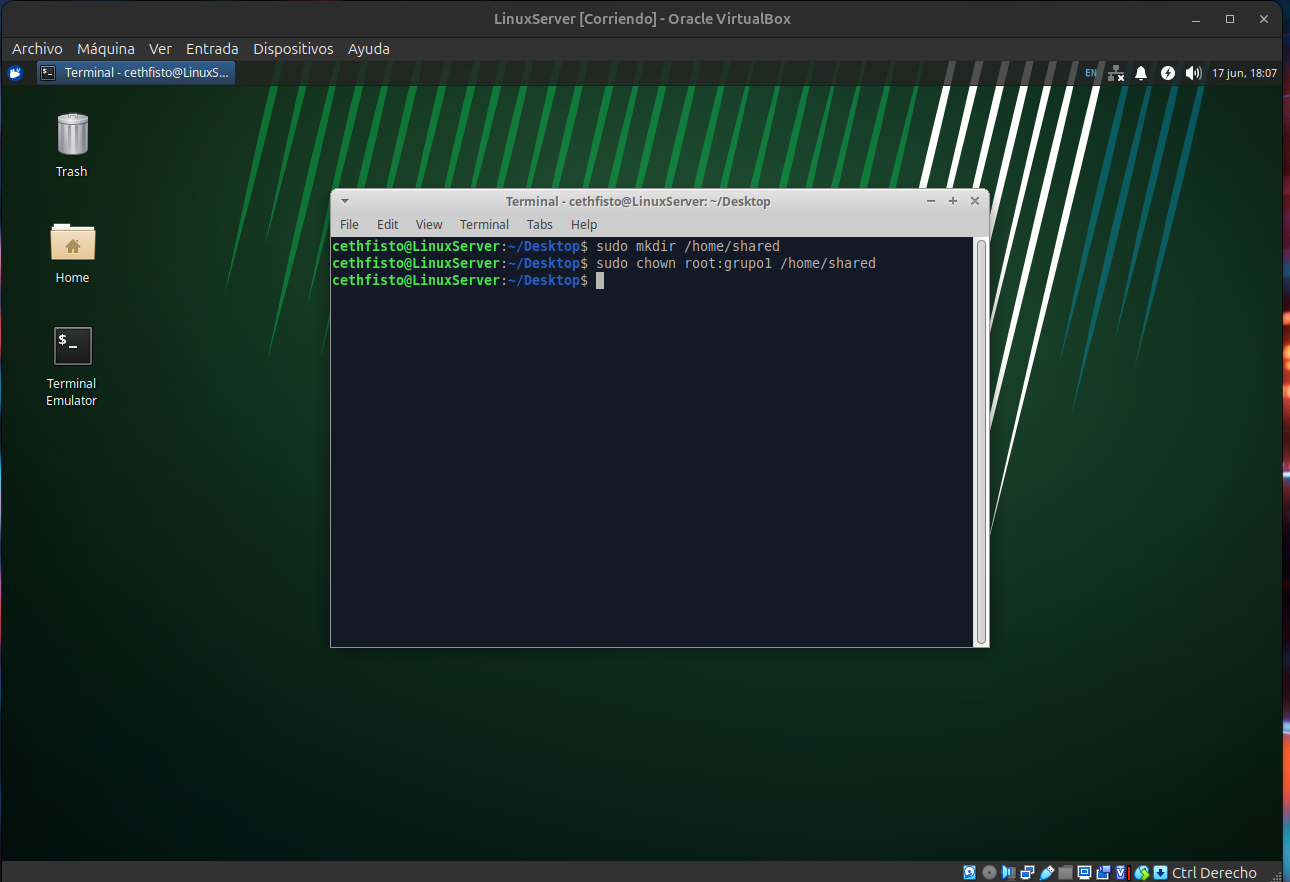 LinuxServer [Corriendo] - Oracle VirtualBox
Archivo Máquina Ver Entrada Dispositivos Ayuda
Terminal - cethfisto@LinuxS...
EN
17 jun, 18:07
Trash
Home
Terminal
Emulator
Terminal - cethfisto@LinuxServer: ~/Desktop
File Edit View Terminal Tabs Help
cethfisto@LinuxServer:~/Desktop$ sudo mkdir /home/shared
cethfisto@LinuxServer:~/Desktop$ sudo chown root:grupo1 /home/shared
cethfisto@LinuxServer:~/Desktop$
Ctrl Derecho